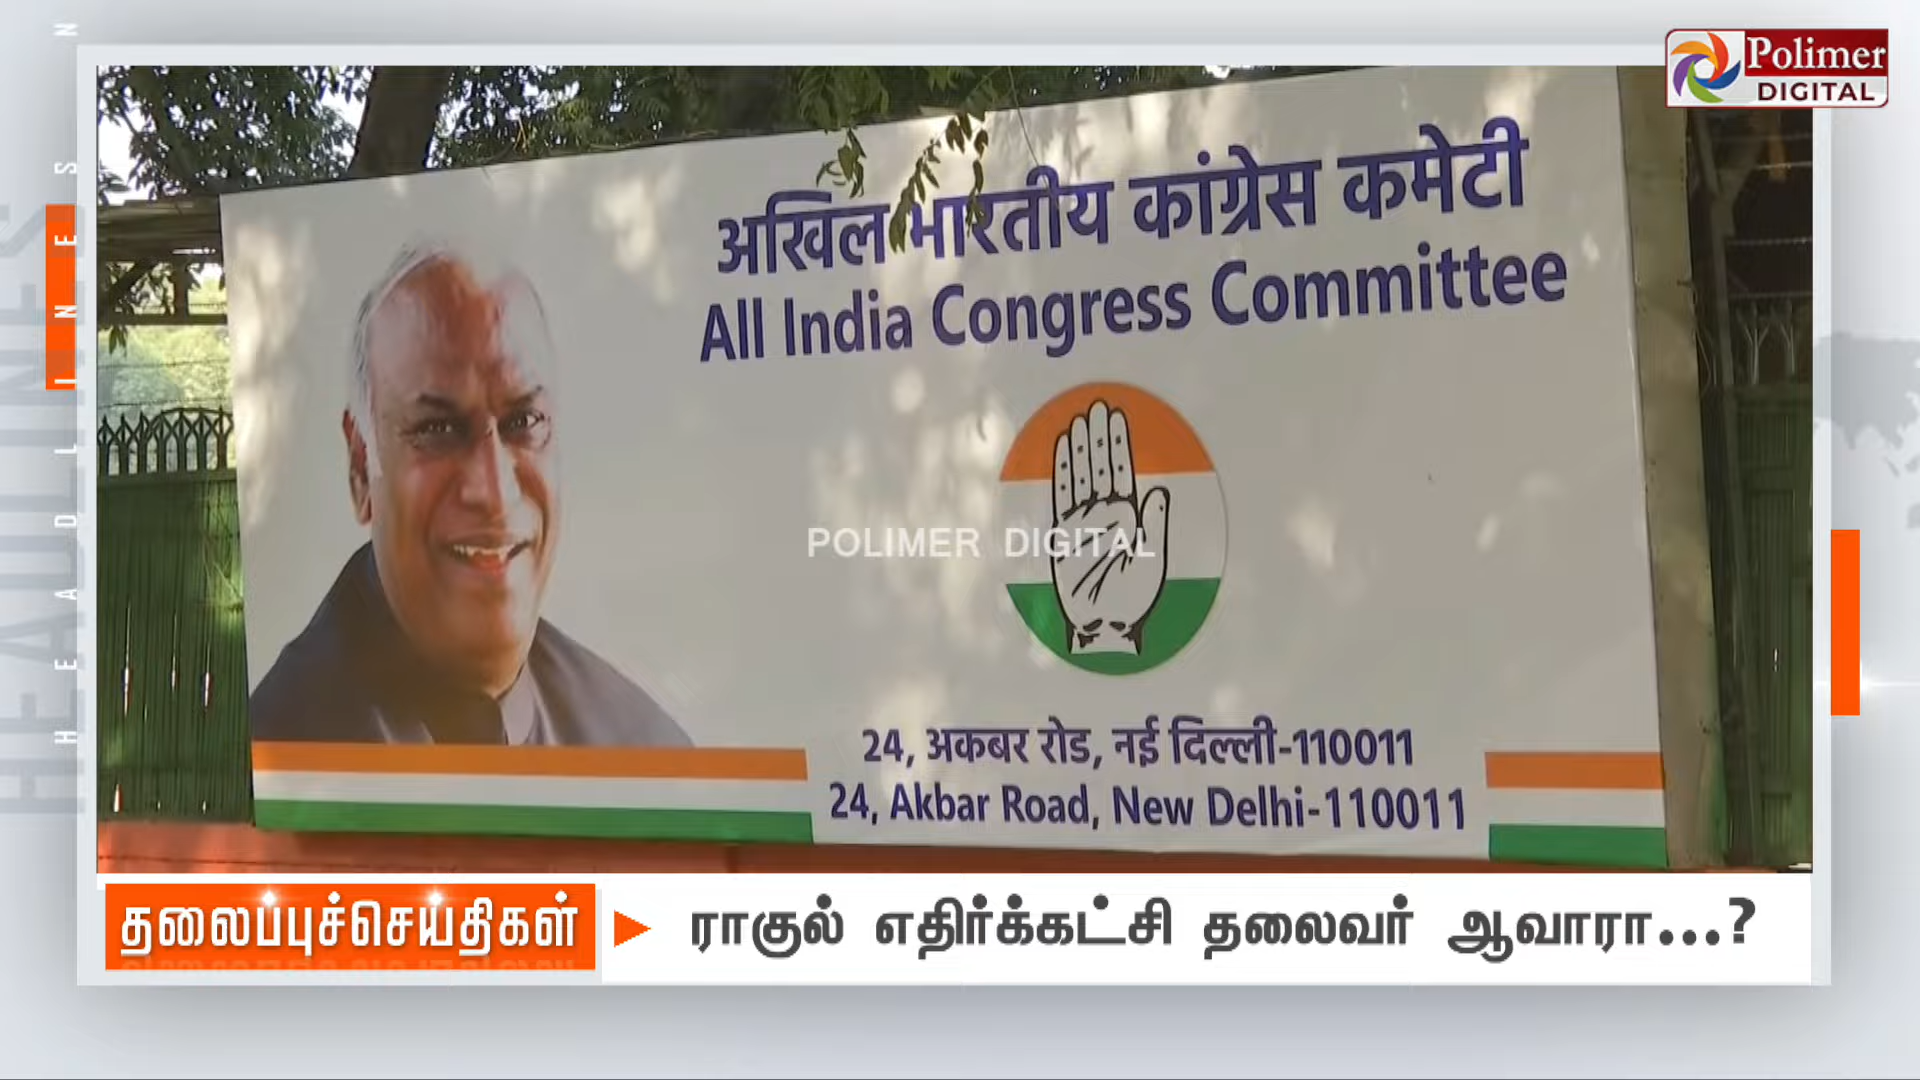 Polimer
DIGITAL
HEADLINES
HEADLINES
अखिल भारतीय कांग्रेस कमेटी
All India Congress Committee
POLIMER DIGITAL
24, अकबर रोड, नई दिल्ली-110011
24, Akbar Road, New Delhi-110011
தலைப்புச்செய்திகள்
ராகுல் எதிர்க்கட்சி தலைவர் ஆவாரா...?